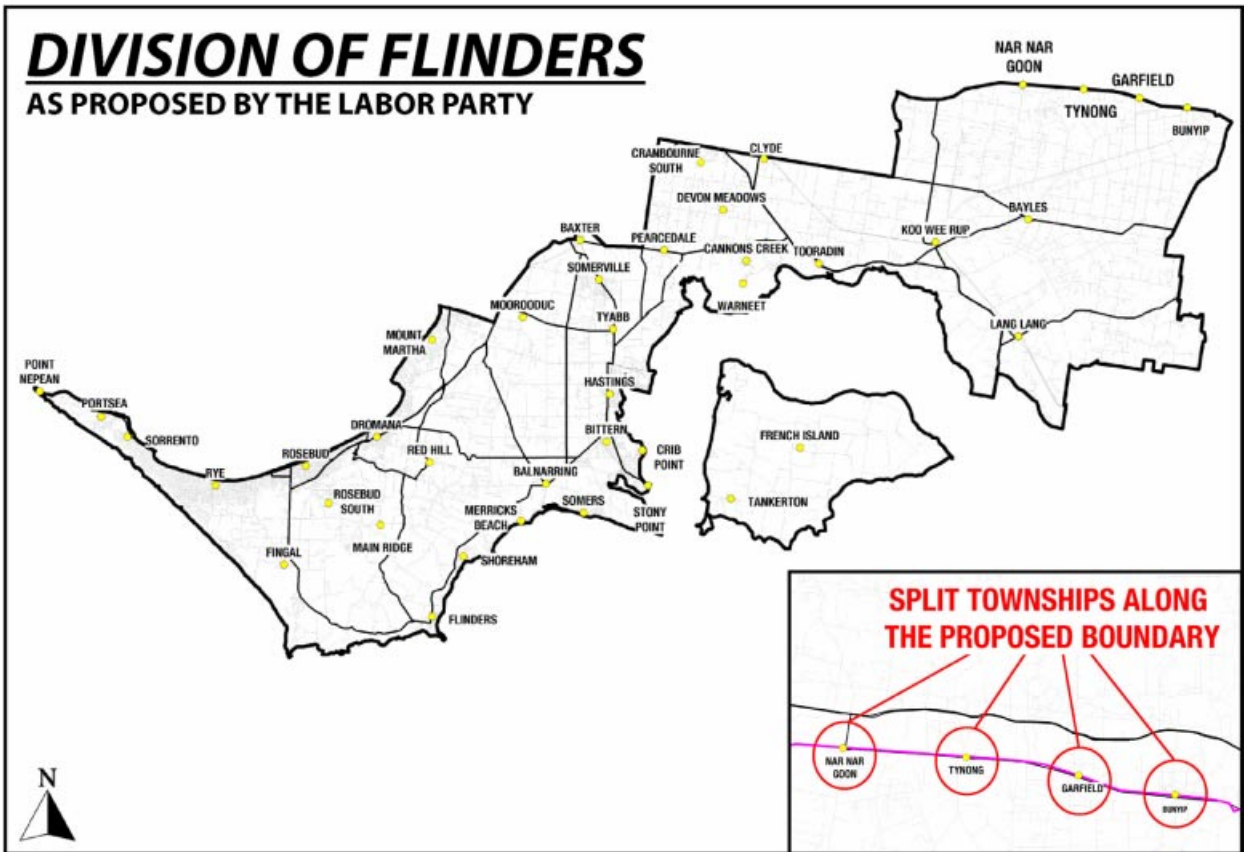 DIVISION OF FLINDERS
AS PROPOSED BY THE LABOR PARTY
NAR NAR
GOON
GARFIELD
TYNONG
BUNYIP
CRANBOURNE
SOUTH
CLYDE
DEVON MEADOWS
BAYLES
KOO WEE RUP
BAXTER
PEARCEDALE
CANNONS CREEK
TOORADIN
SOMERVILLE
WARNEET
MOOROODUC
TYABB
LANG LANG
MOUNT
MARTHA
POINT
NEPEAN
HASTINGS
PORTSEA
SORRENTO
DROMANA
BITTERN
FRENCH ISLAND
RYE
ROSEBUD
RED HILL
CRIB
POINT
BALNARRING
ROSEBUD
SOUTH
MERRICKS
BEACH
SOMERS
STONY
POINT
TANKERTON
MAIN RIDGE
FINGAL
SHOREHAM
FLINDERS
SPLIT TOWNSHIPS ALONG
THE PROPOSED BOUNDARY
NAR NAR
GOON
TYNONG
GARFIELD
BUNYIP
N